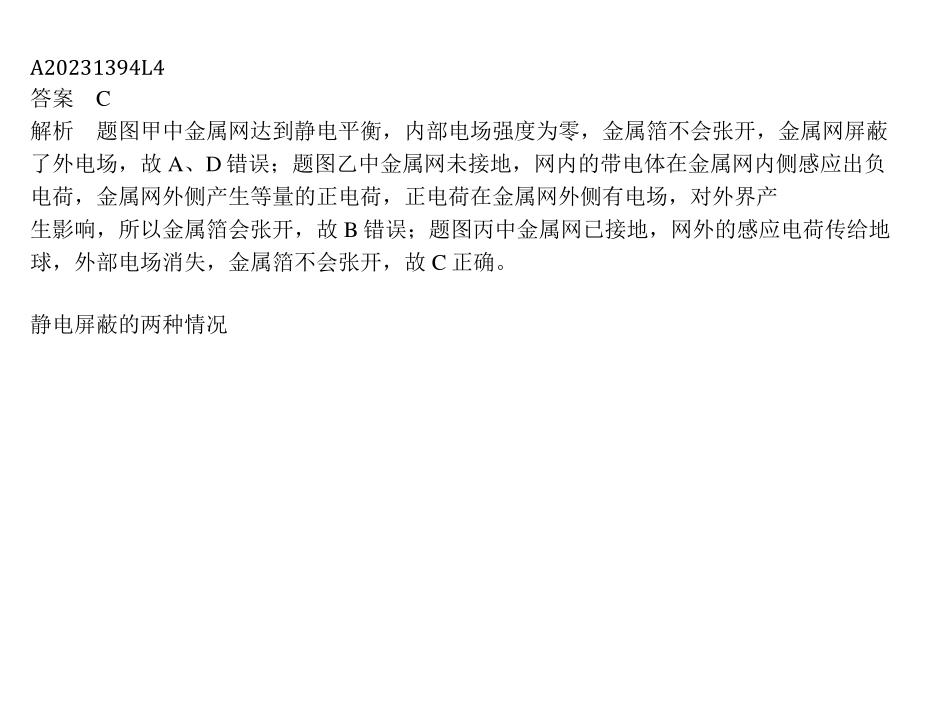 A20231394L4
答案　C
解析　题图甲中金属网达到静电平衡，内部电场强度为零，金属箔不会张开，金属网屏蔽
了外电场，故 A、D 错误；题图乙中金属网未接地，网内的带电体在金属网内侧感应出负
电荷，金属网外侧产生等量的正电荷，正电荷在金属网外侧有电场，对外界产
生影响，所以金属箔会张开，故 B 错误；题图丙中金属网已接地，网外的感应电荷传给地
球，外部电场消失，金属箔不会张开，故 C 正确。
静电屏蔽的两种情况